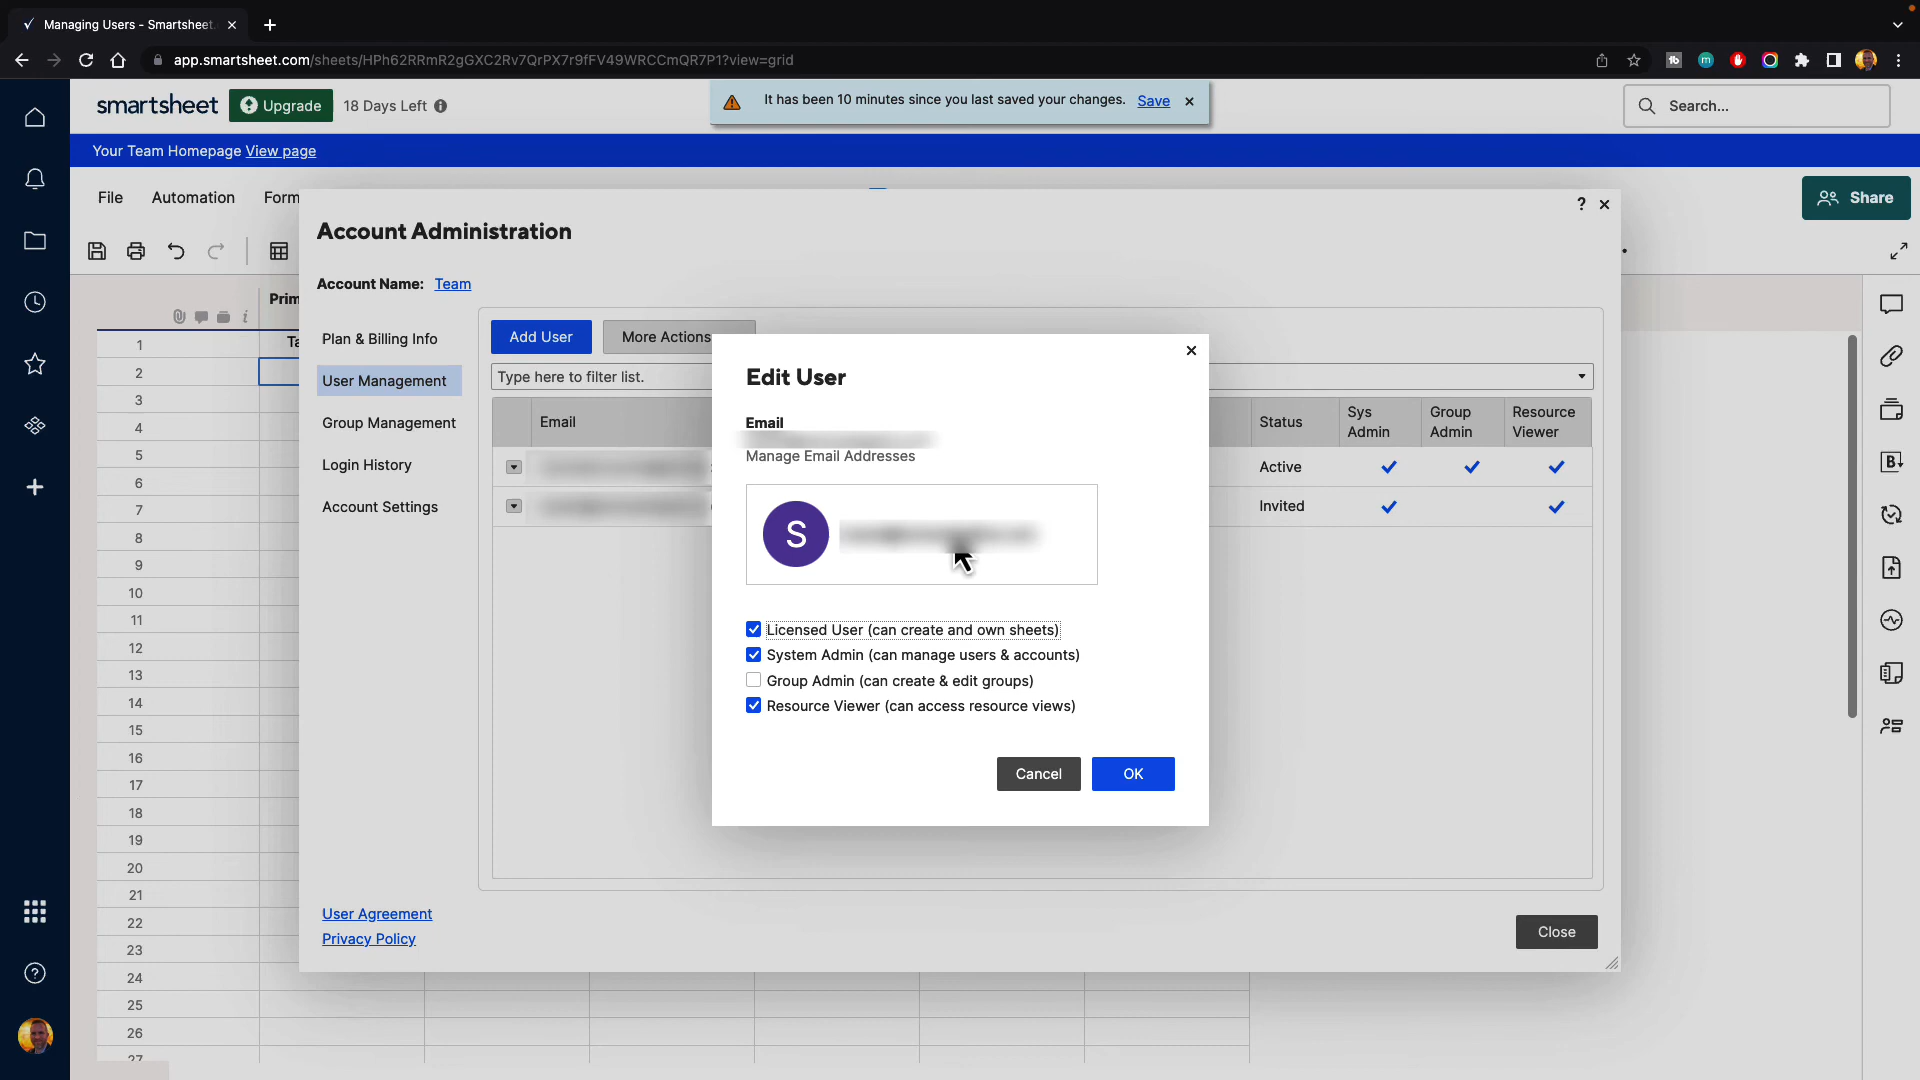 Managing Users - Smartsheet.
app.smartsheet.com/sheets/HPh62RRmR2gGXC2Rv7QrPX7r9fFV49WRCCmQR7P1?view=grid
smartsheet
Upgrade
18 Days Left
It has been 10 minutes since you last saved your changes. Save
Search...
Your Team Homepage View page
File
Automation
Form
Share
Account Administration
Account Name: Team
Prim
Plan & Billing Info
User Management
Group Management
Login History
Account Settings
Add User
More Actions
Type here to filter list.
Email
Status
Sys Admin
Group Admin
Resource Viewer
Active
Invited
Edit User
Email
Manage Email Addresses
S
Licensed User (can create and own sheets)
System Admin (can manage users & accounts)
Group Admin (can create & edit groups)
Resource Viewer (can access resource views)
Cancel
OK
User Agreement
Privacy Policy
Close
1
Ta
2
3
4
5
6
7
8
9
10
11
12
13
14
15
16
17
18
19
20
21
22
23
24
25
26
27